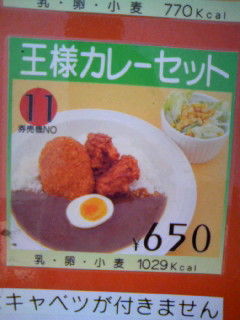 乳・卵・小麦 770Kcal
王様カレーセット
11
券売機NO
¥650
乳・卵・小麦 1029Kcal
キャベツが付きません